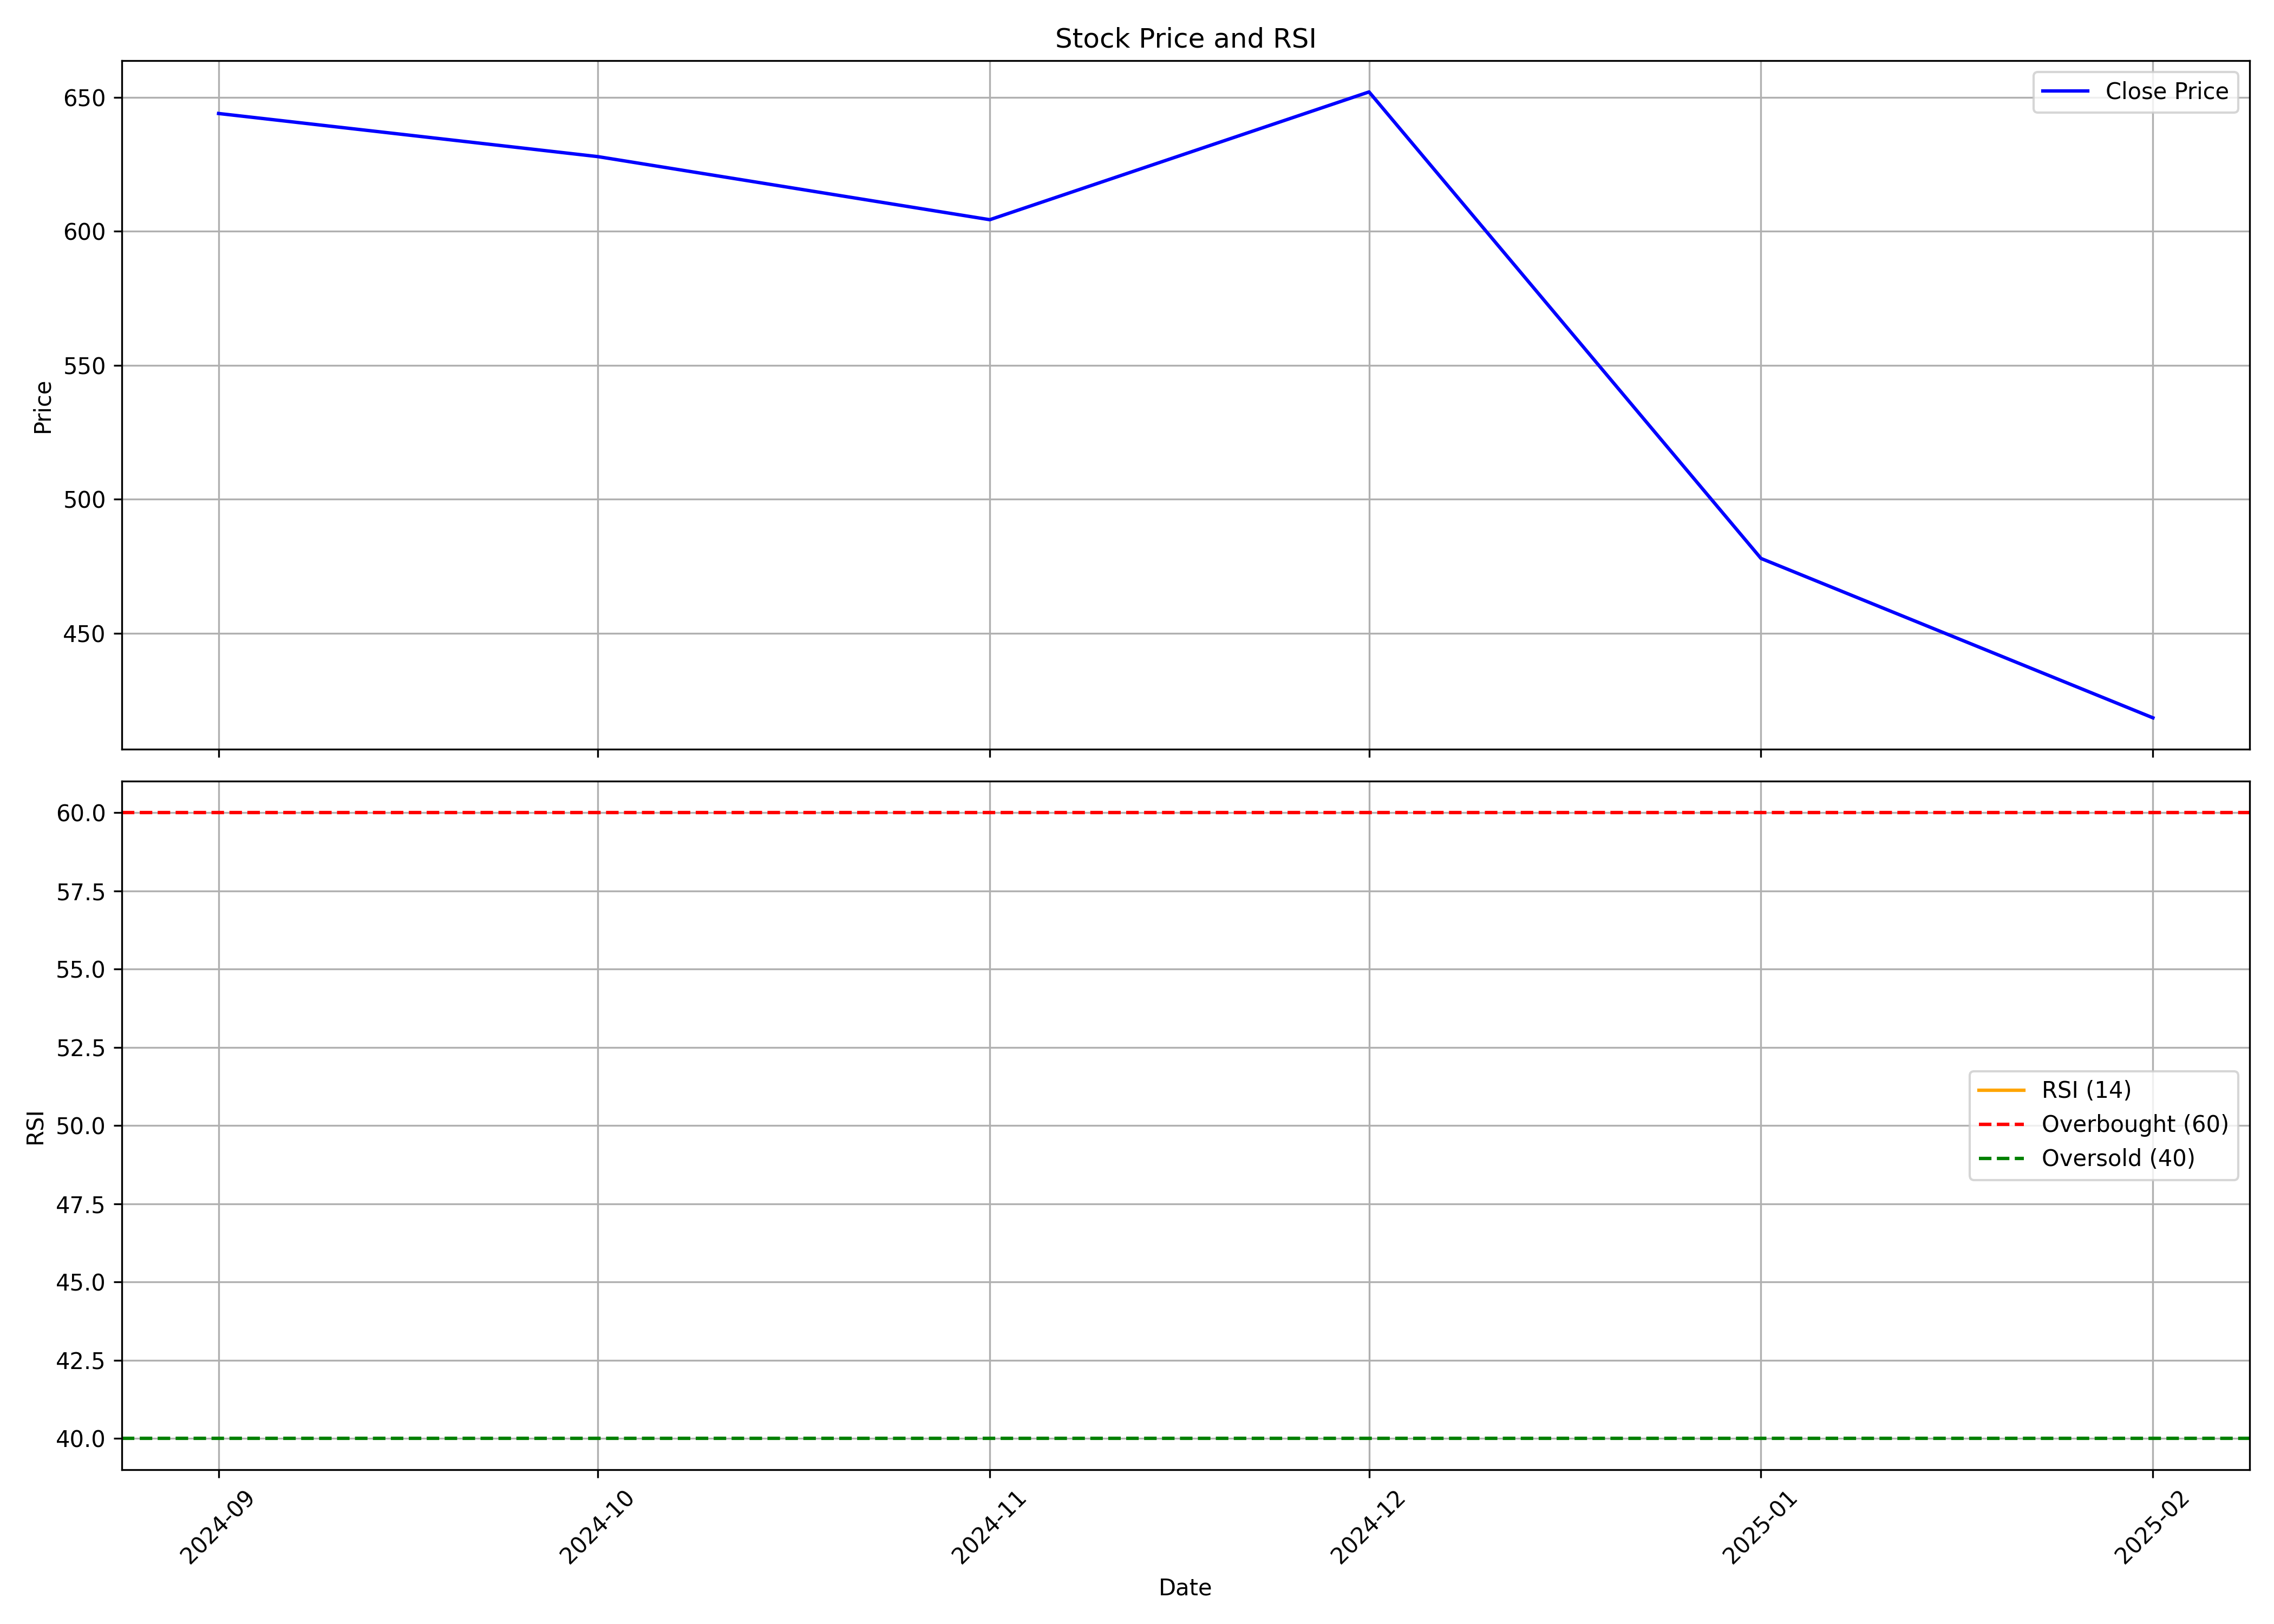 Stock Price and RSI
Close Price
650
600
550
500
450
Price
60.0
57.5
55.0
52.5
50.0
47.5
45.0
42.5
40.0
RSI
RSI (14)
Overbought (60)
Oversold (40)
2024-09
2024-10
2024-11
2024-12
2025-01
2025-02
Date